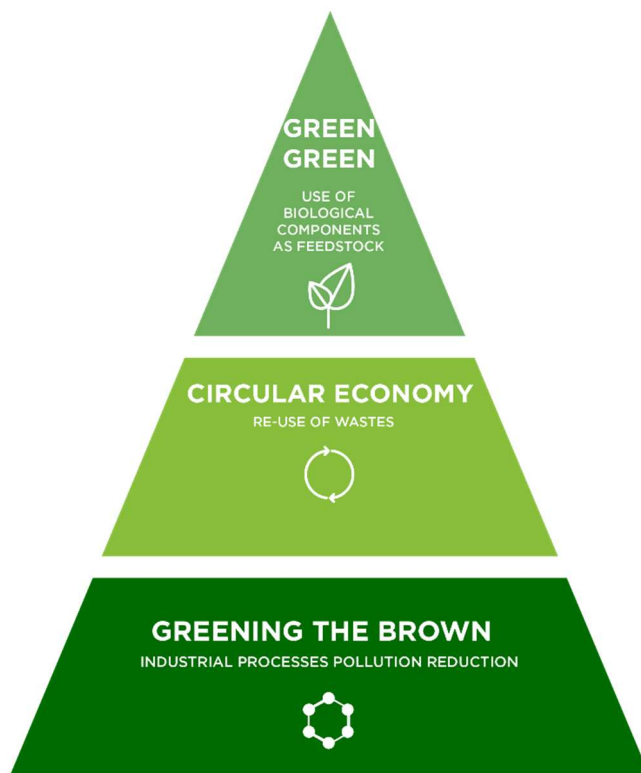 GREEN
GREEN
USE OF
BIOLOGICAL
COMPONENTS
AS FEEDSTOCK
CIRCULAR ECONOMY
RE-USE OF WASTES
GREENING THE BROWN
INDUSTRIAL PROCESSES POLLUTION REDUCTION